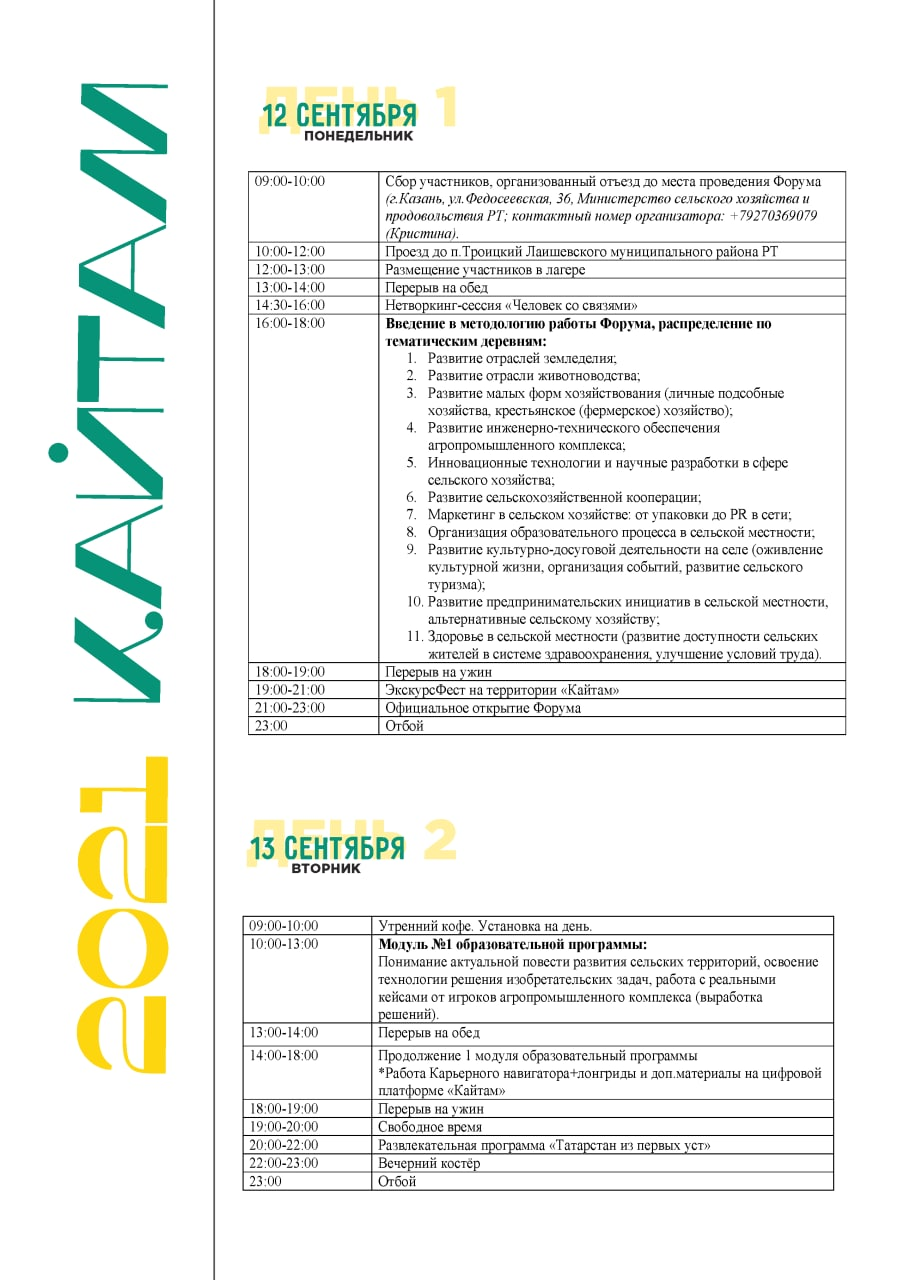 К.АЙТАМ
2021
ДЕНЬ 1
12 СЕНТЯБРЯ
ПОНЕДЕЛЬНИК
09:00-10:00 Сбор участников, организованный отъезд до места проведения Форума
(г.Казань, ул.Федосеевская, 36, Министерство сельского хозяйства и
продовольствия РТ; контактный номер организатора: +79270369079
(Кристина).
10:00-12:00 Проезд до п.Троицкий Лаишевского муниципального района РТ
12:00-13:00 Размещение участников в лагере
13:00-14:00 Перерыв на обед
14:30-16:00 Нетворкинг-сессия «Человек со связями»
16:00-18:00 Введение в методологию работы Форума, распределение по
тематическим деревням:
1. Развитие отраслей земледелия;
2. Развитие отрасли животноводства;
3. Развитие малых форм хозяйствования (личные подсобные
хозяйства, крестьянское (фермерское) хозяйство);
4. Развитие инженерно-технического обеспечения
агропромышленного комплекса;
5. Инновационные технологии и научные разработки в сфере
сельского хозяйства;
6. Развитие сельскохозяйственной кооперации;
7. Маркетинг в сельском хозяйстве: от упаковки до PR в сети;
8. Организация образовательного процесса в сельской местности;
9. Развитие культурно-досуговой деятельности на селе (оживление
культурной жизни, организация событий, развитие сельского
туризма);
10. Развитие предпринимательских инициатив в сельской местности,
альтернативные сельскому хозяйству;
11. Здоровье в сельской местности (развитие доступности сельских
жителей в системе здравоохранения, улучшение условий труда).
18:00-19:00 Перерыв на ужин
19:00-21:00 ЭкскурсФест на территории «Кайтам»
21:00-23:00 Официальное открытие Форума
23:00 Отбой
ДЕНЬ 2
13 СЕНТЯБРЯ
ВТОРНИК
09:00-10:00 Утренний кофе. Установка на день.
10:00-13:00 Модуль №1 образовательной программы:
Понимание актуальной повести развития сельских территорий, освоение
технологии решения изобретательских задач, работа с реальными
кейсами от игроков агропромышленного комплекса (выработка
решений).
13:00-14:00 Перерыв на обед
14:00-18:00 Продолжение 1 модуля образовательный программы
*Работа Карьерного навигатора+лонгриды и доп.материалы на цифровой
платформе «Кайтам»
18:00-19:00 Перерыв на ужин
19:00-20:00 Свободное время
20:00-22:00 Развлекательная программа «Татарстан из первых уст»
22:00-23:00 Вечерний костёр
23:00 Отбой